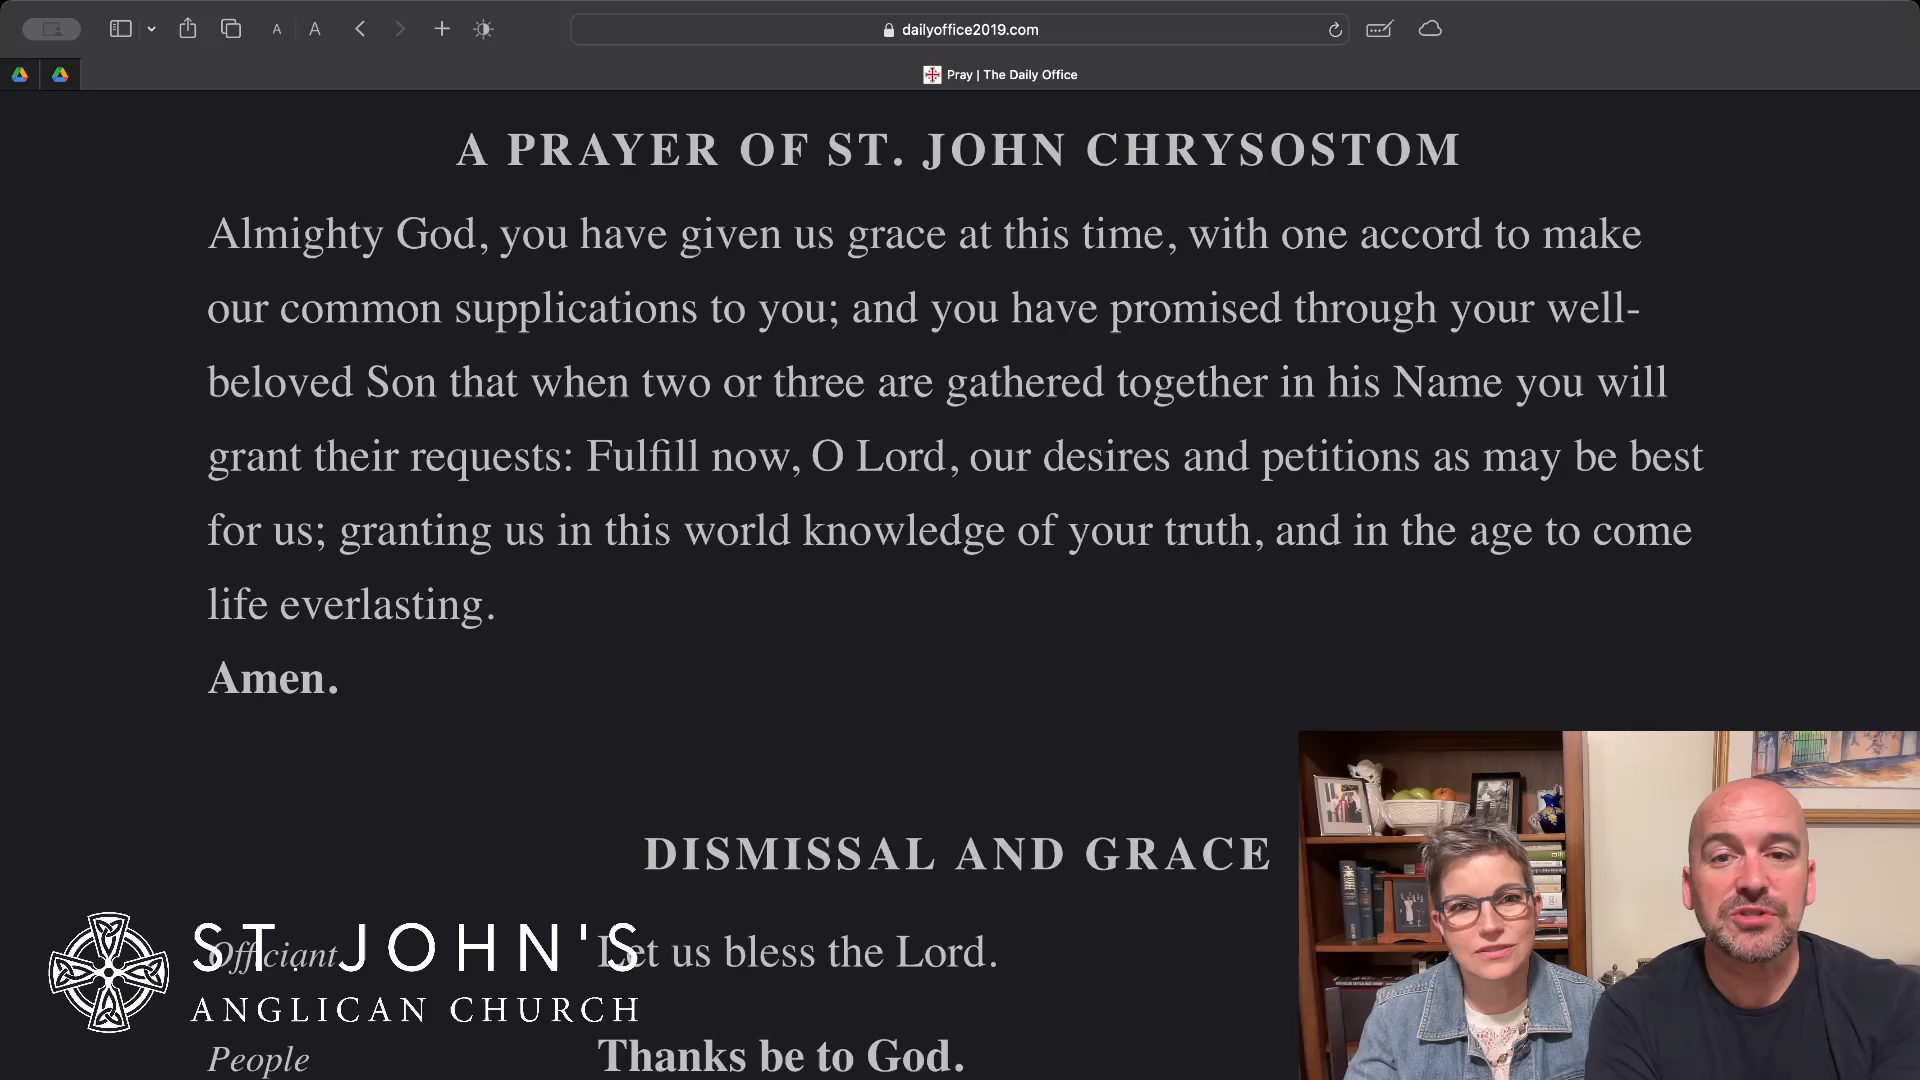 A A
dailyoffice2019.com
Pray | The Daily Office
A PRAYER OF ST. JOHN CHRYSOSTOM
Almighty God, you have given us grace at this time, with one accord to make
our common supplications to you; and you have promised through your well-
beloved Son that when two or three are gathered together in his Name you will
grant their requests: Fulfill now, O Lord, our desires and petitions as may be best
for us; granting us in this world knowledge of your truth, and in the age to come
life everlasting.
Amen.
DISMISSAL AND GRACE
Officiant Let us bless the Lord.
ST. JOHN'S
ANGLICAN CHURCH
People Thanks be to God.